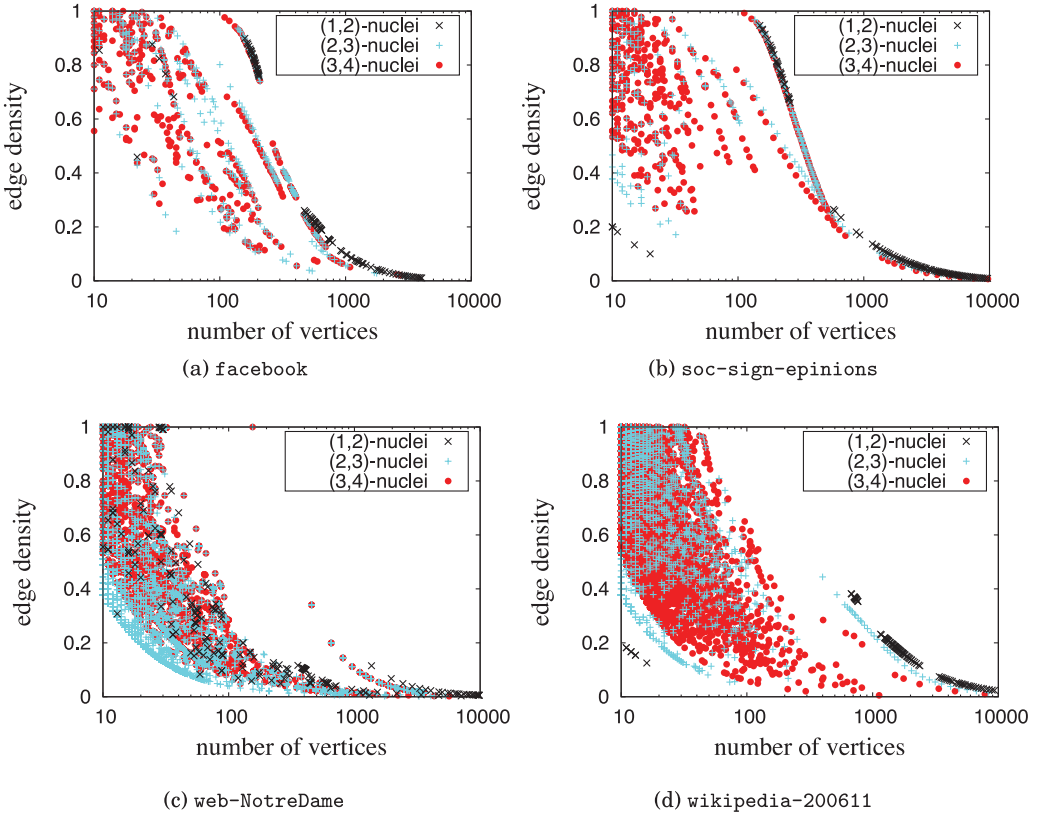 1
0.8
0.6
0.4
0.2
0
edge density
(1,2)-nuclei
(2,3)-nuclei
(3,4)-nuclei
10 100 1000 10000
number of vertices
(a) facebook
1
0.8
0.6
0.4
0.2
0
edge density
(1,2)-nuclei
(2,3)-nuclei
(3,4)-nuclei
10 100 1000 10000
number of vertices
(b) soc-sign-epinions
1
0.8
0.6
0.4
0.2
0
edge density
(1,2)-nuclei
(2,3)-nuclei
(3,4)-nuclei
10 100 1000 10000
number of vertices
(c) web-NotreDame
1
0.8
0.6
0.4
0.2
0
edge density
(1,2)-nuclei
(2,3)-nuclei
(3,4)-nuclei
10 100 1000 10000
number of vertices
(d) wikipedia-200611